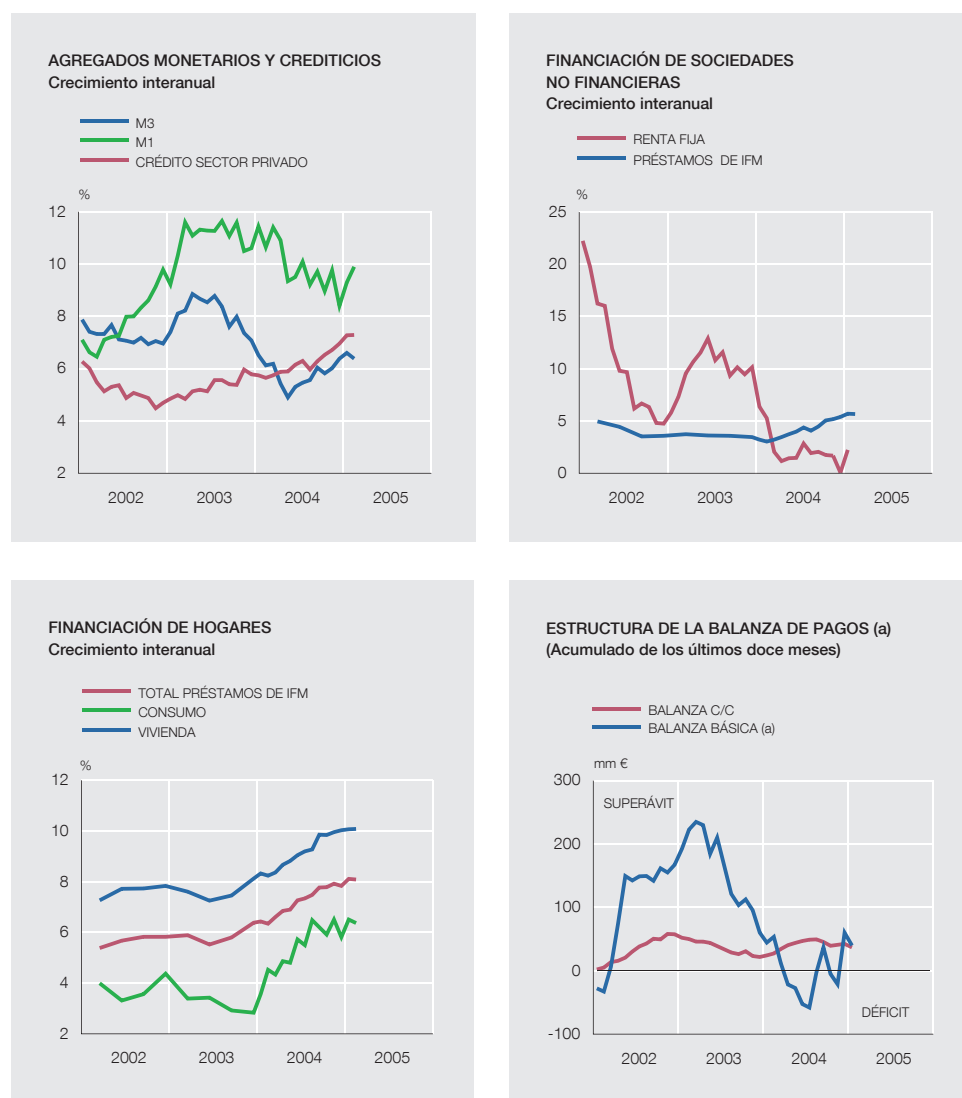 AGREGADOS MONETARIOS Y CREDITICIOS
Crecimiento interanual
M3
M1
CRÉDITO SECTOR PRIVADO
%
12
10
8
6
4
2
2002 2003 2004 2005
FINANCIACIÓN DE SOCIEDADES
NO FINANCIERAS
Crecimiento interanual
RENTA FIJA
PRÉSTAMOS DE IFM
%
25
20
15
10
5
0
2002 2003 2004 2005
FINANCIACIÓN DE HOGARES
Crecimiento interanual
TOTAL PRÉSTAMOS DE IFM
CONSUMO
VIVIENDA
%
12
10
8
6
4
2
2002 2003 2004 2005
ESTRUCTURA DE LA BALANZA DE PAGOS (a)
(Acumulado de los últimos doce meses)
BALANZA C/C
BALANZA BÁSICA (a)
mm €
300
SUPERÁVIT
200
100
0
DÉFICIT
-100
2002 2003 2004 2005